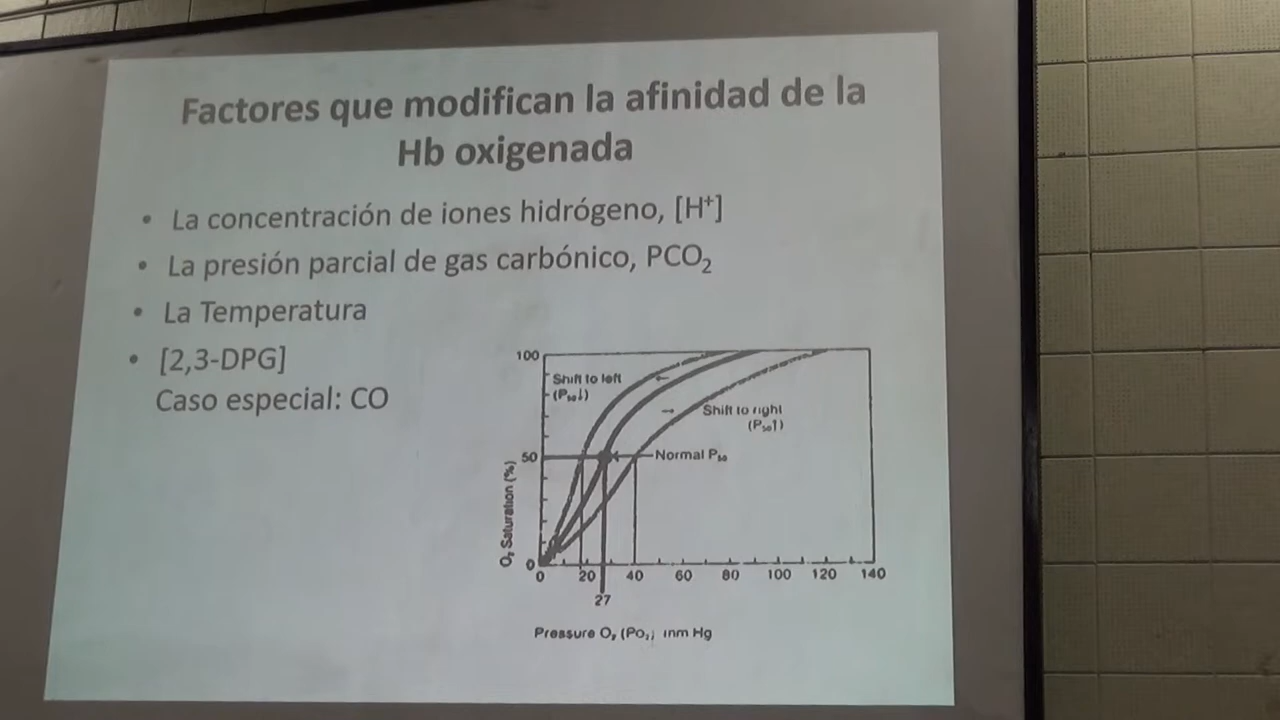 Factores que modifican la afinidad de la
Hb oxigenada
• La concentración de iones hidrógeno, [H⁺]
• La presión parcial de gas carbónico, PCO₂
• La Temperatura
• [2,3-DPG]
Caso especial: CO
100
Shift to left
(P₅₀↓)
Shift to right
(P₅₀↑)
50
Normal P₅₀
O₂ Saturation (%)
0
0 20 40 60 80 100 120 140
27
Pressure O₂ (Po₂) mm Hg